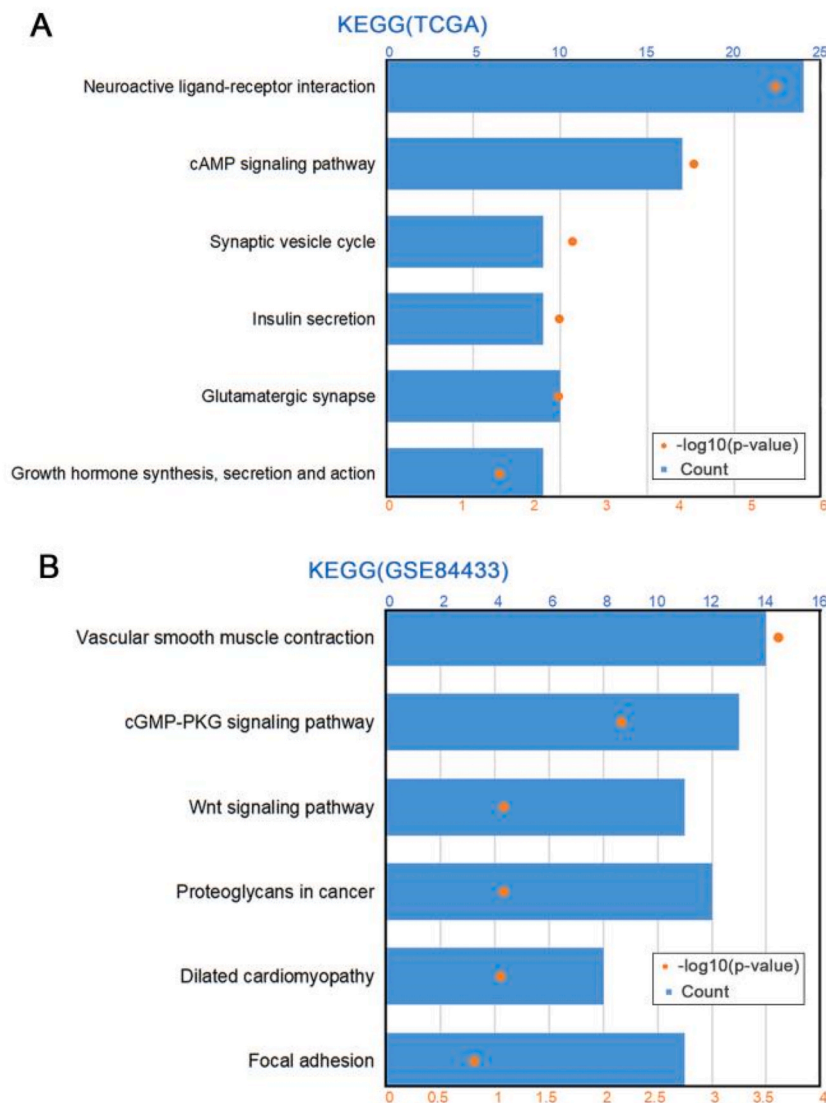 A
KEGG(TCGA)
0 5 10 15 20 25
Neuroactive ligand-receptor interaction
cAMP signaling pathway
Synaptic vesicle cycle
Insulin secretion
Glutamatergic synapse
-log10(p-value)
Count
Growth hormone synthesis, secretion and action
0 1 2 3 4 5 6
B
KEGG(GSE84433)
0 2 4 6 8 10 12 14 16
Vascular smooth muscle contraction
cGMP-PKG signaling pathway
Wnt signaling pathway
Proteoglycans in cancer
Dilated cardiomyopathy
-log10(p-value)
Count
Focal adhesion
0 0.5 1 1.5 2 2.5 3 3.5 4